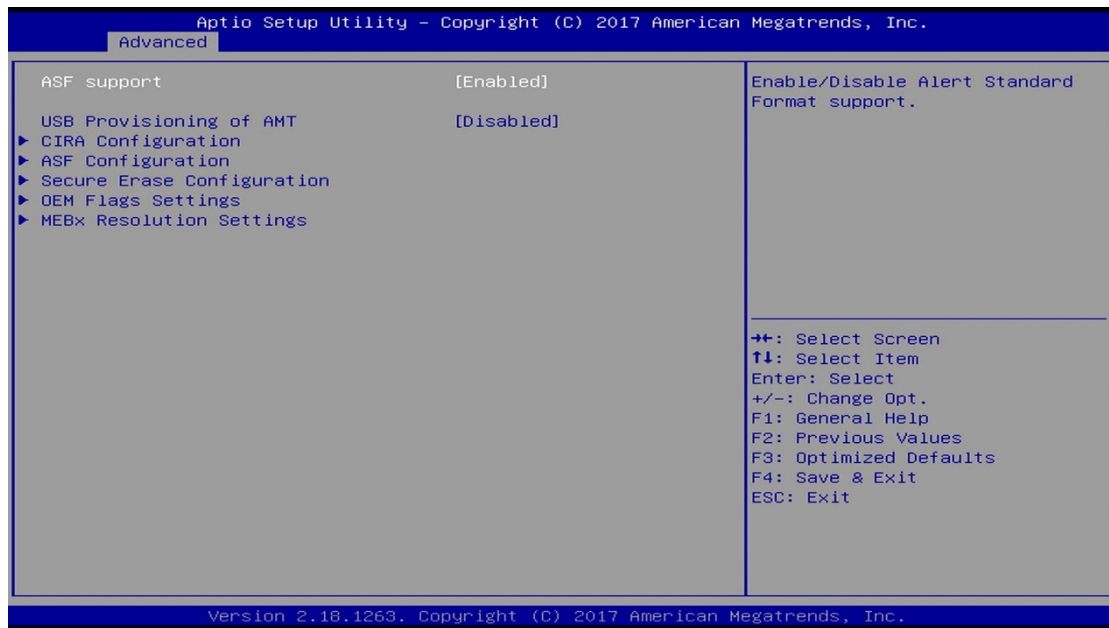 Aptio Setup Utility – Copyright (C) 2017 American Megatrends, Inc.
Advanced
ASF support [Enabled]
USB Provisioning of AMT [Disabled]
► CIRA Configuration
► ASF Configuration
► Secure Erase Configuration
► OEM Flags Settings
► MEBx Resolution Settings
Enable/Disable Alert Standard
Format support.
→←: Select Screen
↑↓: Select Item
Enter: Select
+/-: Change Opt.
F1: General Help
F2: Previous Values
F3: Optimized Defaults
F4: Save & Exit
ESC: Exit
Version 2.18.1263. Copyright (C) 2017 American Megatrends, Inc.